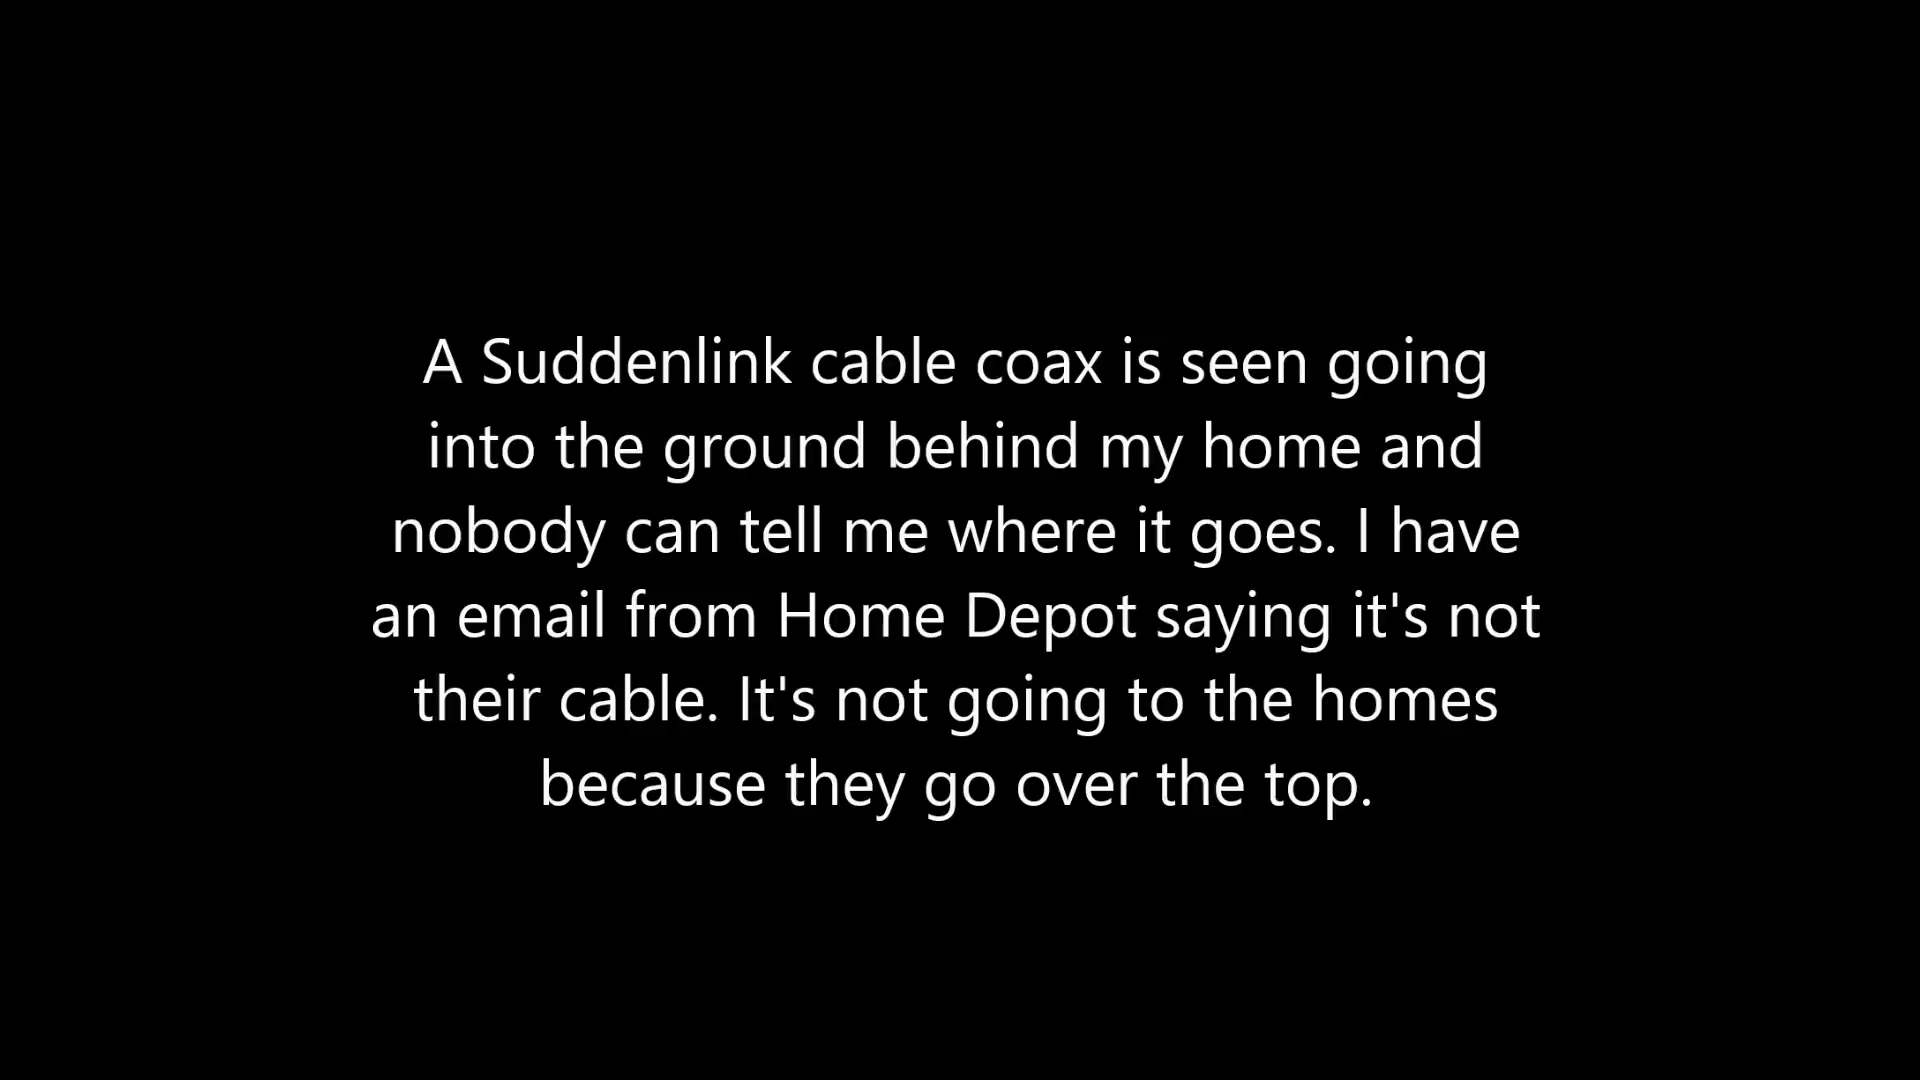 A Suddenlink cable coax is seen going
into the ground behind my home and
nobody can tell me where it goes. I have
an email from Home Depot saying it's not
their cable. It's not going to the homes
because they go over the top.